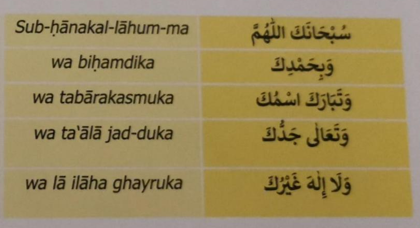 Sub-ḥānakal-lāhum-ma سُبْحَانَكَ اللّٰهُمَّ
wa biḥamdika وَبِحَمْدِكَ
wa tabārakasmuka وَتَبَارَكَ اسْمُكَ
wa ta‘ālā jad-duka وَتَعَالٰى جَدُّكَ
wa lā ilāha ghayruka وَلَا إِلٰهَ غَيْرُكَ